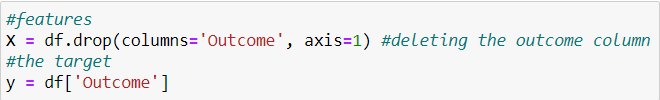 #features
X = df.drop(columns='Outcome', axis=1) #deleting the outcome column
#the target
y = df['Outcome']